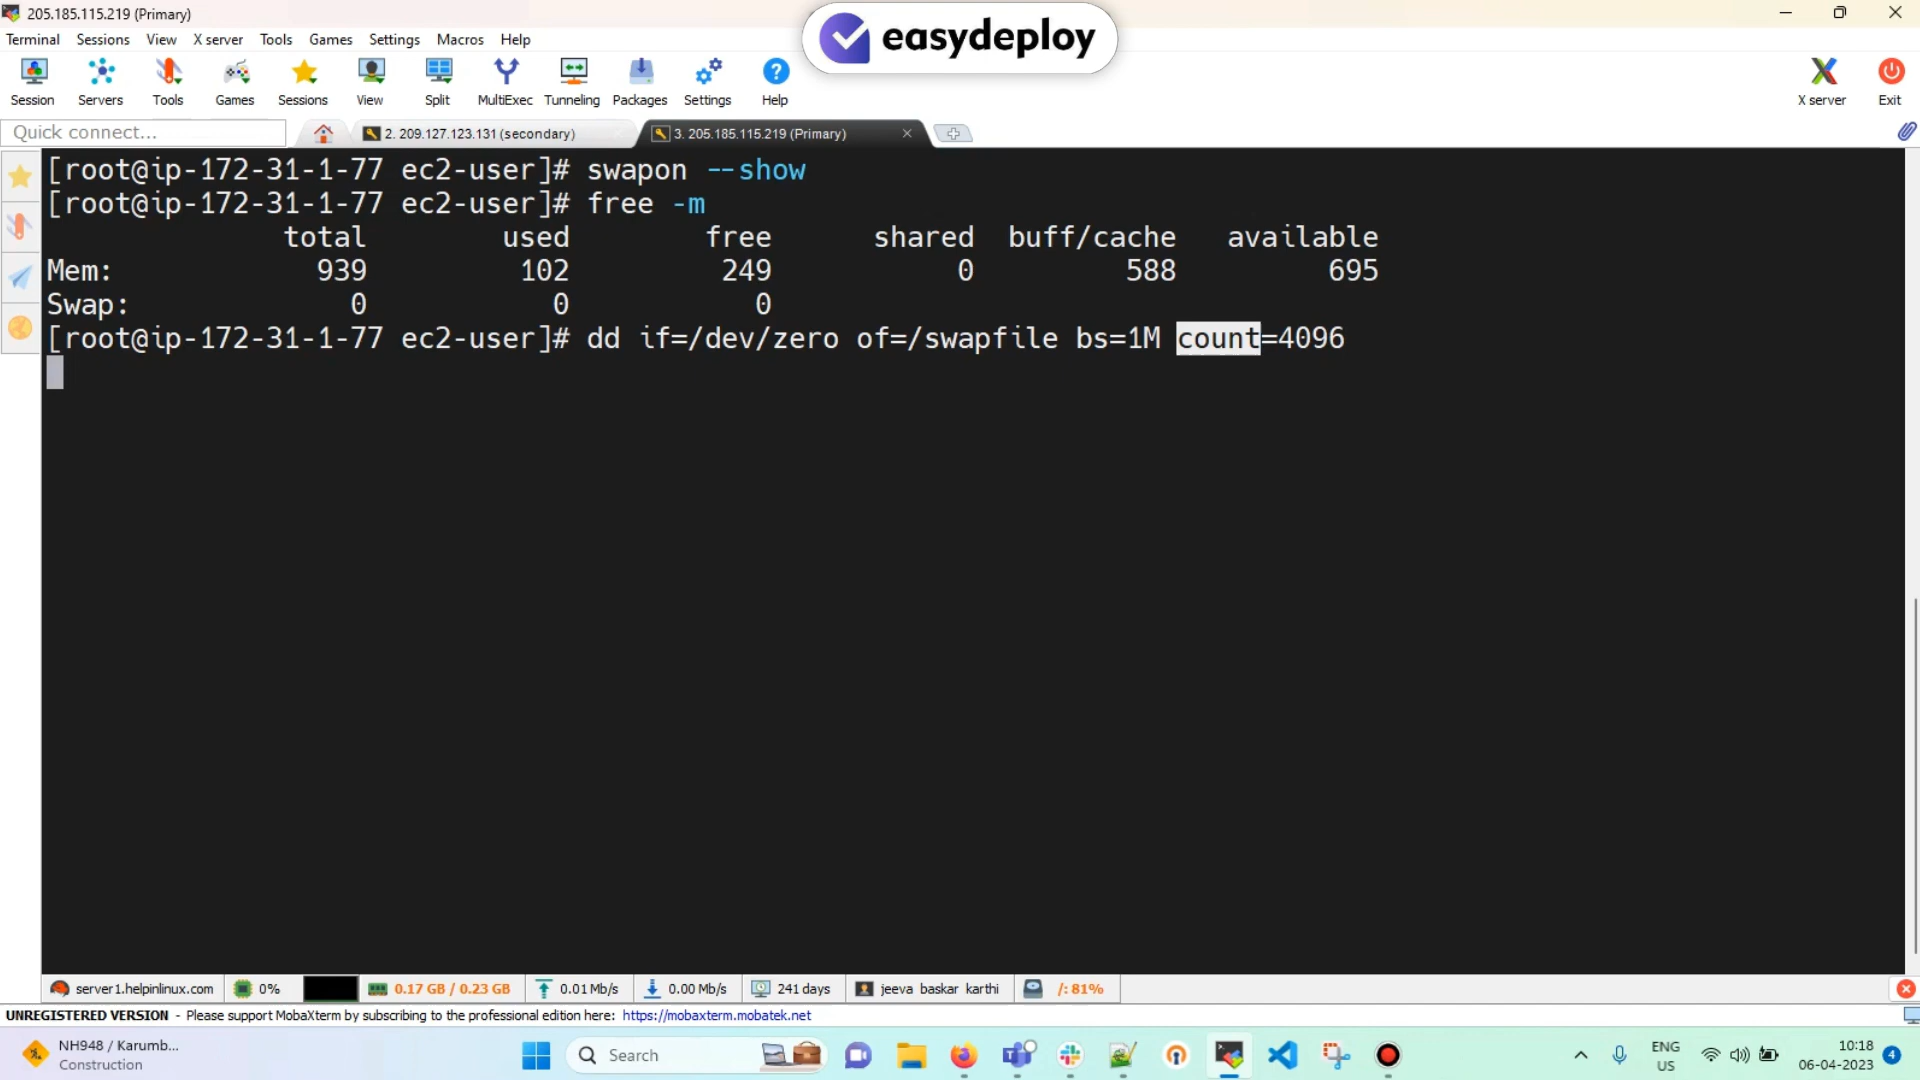 205.185.115.219 (Primary)
easydeploy
Terminal Sessions View X server Tools Games Settings Macros Help
Session Servers Tools Games Sessions View Split MultiExec Tunneling Packages Settings Help X server Exit
Quick connect... 2. 209.127.123.131 (secondary) 3. 205.185.115.219 (Primary)
[root@ip-172-31-1-77 ec2-user]# swapon --show
[root@ip-172-31-1-77 ec2-user]# free -m
total used free shared buff/cache available
Mem: 939 102 249 0 588 695
Swap: 0 0 0
[root@ip-172-31-1-77 ec2-user]# dd if=/dev/zero of=/swapfile bs=1M count=4096
server1.helpinlinux.com 0% 0.17 GB / 0.23 GB 0.01 Mb/s 0.00 Mb/s 241 days jeeva baskar karthi /: 81%
UNREGISTERED VERSION - Please support MobaXterm by subscribing to the professional edition here: https://mobaxterm.mobatek.net
NH948 / Karumb...
Construction
Search
ENG
US
10:18
06-04-2023
4